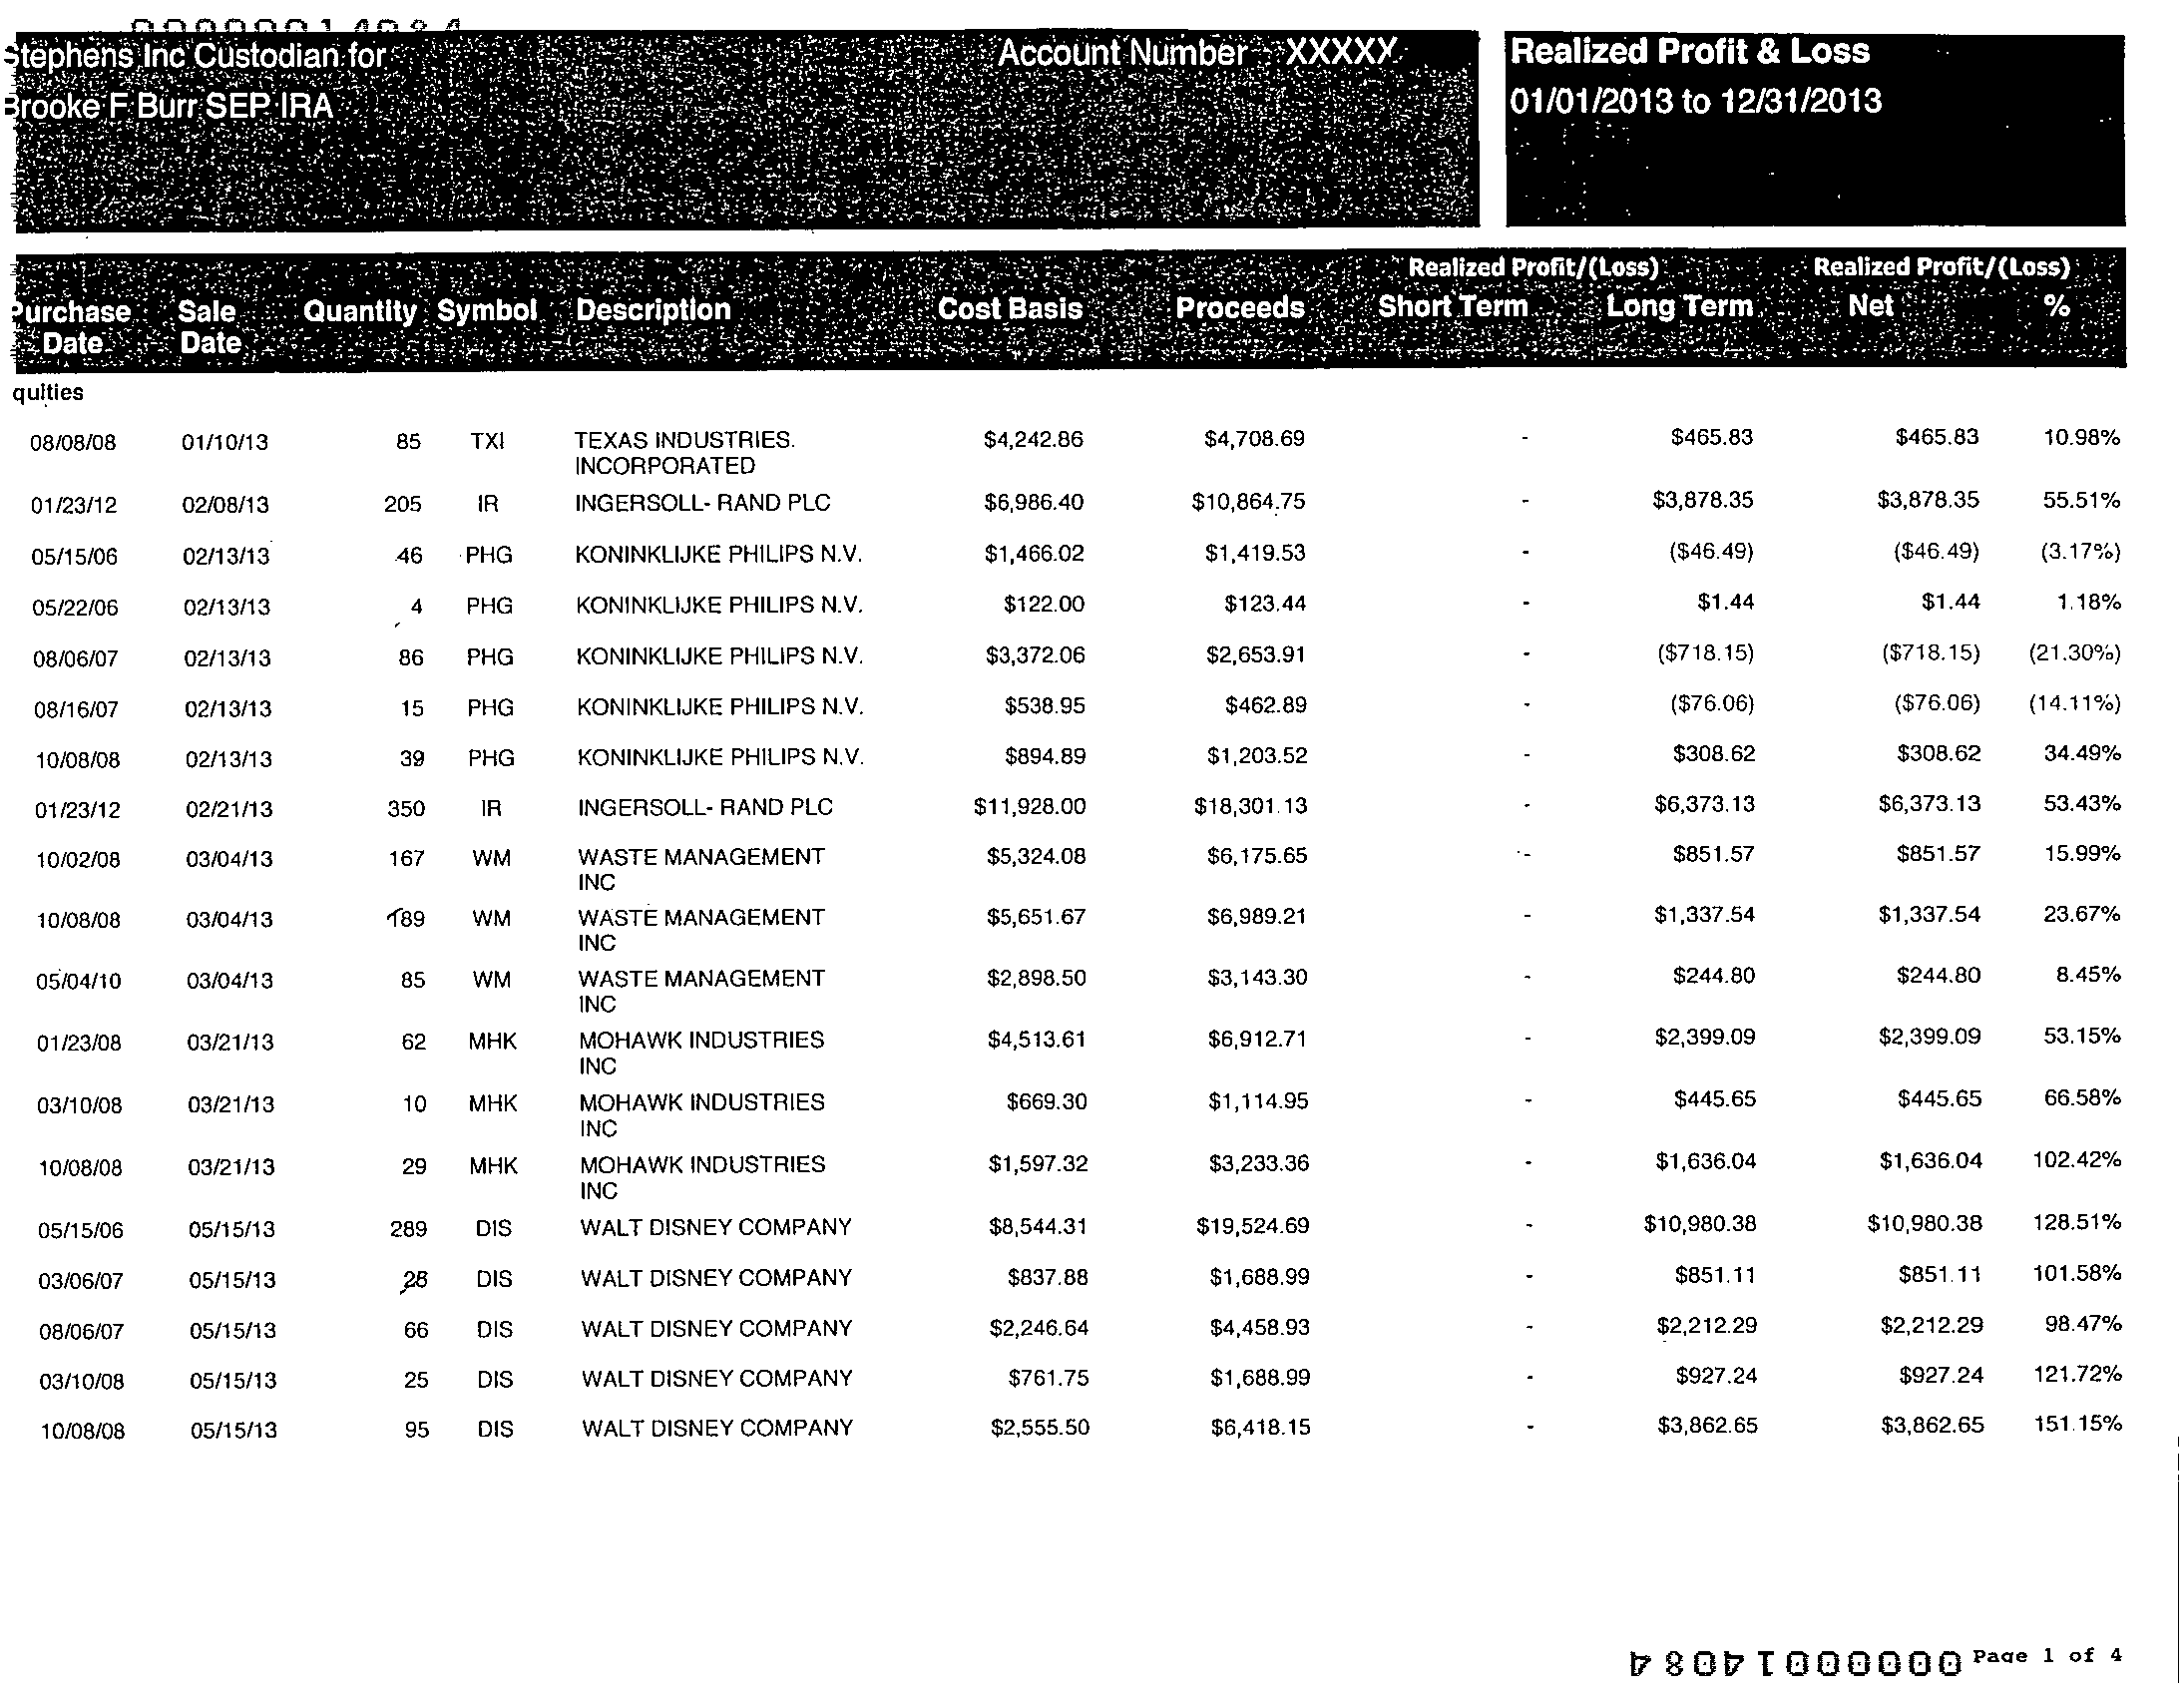 Stephens Inc Custodian for Account Number XXXXX Realized Profit & Loss
Brooke F Burr SEP IRA 01/01/2013 to 12/31/2013
Realized Profit/(Loss) Realized Profit/(Loss)
Purchase Sale Quantity Symbol Description Cost Basis Proceeds Short Term Long Term Net %
Date Date
quities
08/08/08 01/10/13 85 TXI TEXAS INDUSTRIES. $4,242.86 $4,708.69 - $465.83 $465.83 10.98%
INCORPORATED
01/23/12 02/08/13 205 IR INGERSOLL- RAND PLC $6,986.40 $10,864.75 - $3,878.35 $3,878.35 55.51%
05/15/06 02/13/13 46 PHG KONINKLIJKE PHILIPS N.V. $1,466.02 $1,419.53 - ($46.49) ($46.49) (3.17%)
05/22/06 02/13/13 4 PHG KONINKLIJKE PHILIPS N.V. $122.00 $123.44 - $1.44 $1.44 1.18%
08/06/07 02/13/13 86 PHG KONINKLIJKE PHILIPS N.V. $3,372.06 $2,653.91 - ($718.15) ($718.15) (21.30%)
08/16/07 02/13/13 15 PHG KONINKLIJKE PHILIPS N.V. $538.95 $462.89 - ($76.06) ($76.06) (14.11%)
10/08/08 02/13/13 39 PHG KONINKLIJKE PHILIPS N.V. $894.89 $1,203.52 - $308.62 $308.62 34.49%
01/23/12 02/21/13 350 IR INGERSOLL- RAND PLC $11,928.00 $18,301.13 - $6,373.13 $6,373.13 53.43%
10/02/08 03/04/13 167 WM WASTE MANAGEMENT $5,324.08 $6,175.65 - $851.57 $851.57 15.99%
INC
10/08/08 03/04/13 189 WM WASTE MANAGEMENT $5,651.67 $6,989.21 - $1,337.54 $1,337.54 23.67%
INC
05/04/10 03/04/13 85 WM WASTE MANAGEMENT $2,898.50 $3,143.30 - $244.80 $244.80 8.45%
INC
01/23/08 03/21/13 62 MHK MOHAWK INDUSTRIES $4,513.61 $6,912.71 - $2,399.09 $2,399.09 53.15%
INC
03/10/08 03/21/13 10 MHK MOHAWK INDUSTRIES $669.30 $1,114.95 - $445.65 $445.65 66.58%
INC
10/08/08 03/21/13 29 MHK MOHAWK INDUSTRIES $1,597.32 $3,233.36 - $1,636.04 $1,636.04 102.42%
INC
05/15/06 05/15/13 289 DIS WALT DISNEY COMPANY $8,544.31 $19,524.69 - $10,980.38 $10,980.38 128.51%
03/06/07 05/15/13 DIS WALT DISNEY COMPANY $837.88 $1,688.99 - $851.11 $851.11 101.58%
08/06/07 05/15/13 66 DIS WALT DISNEY COMPANY $2,246.64 $4,458.93 - $2,212.29 $2,212.29 98.47%
03/10/08 05/15/13 25 DIS WALT DISNEY COMPANY $761.75 $1,688.99 - $927.24 $927.24 121.72%
10/08/08 05/15/13 95 DIS WALT DISNEY COMPANY $2,555.50 $6,418.15 - $3,862.65 $3,862.65 151.15%
00000014084 Page 1 of 4